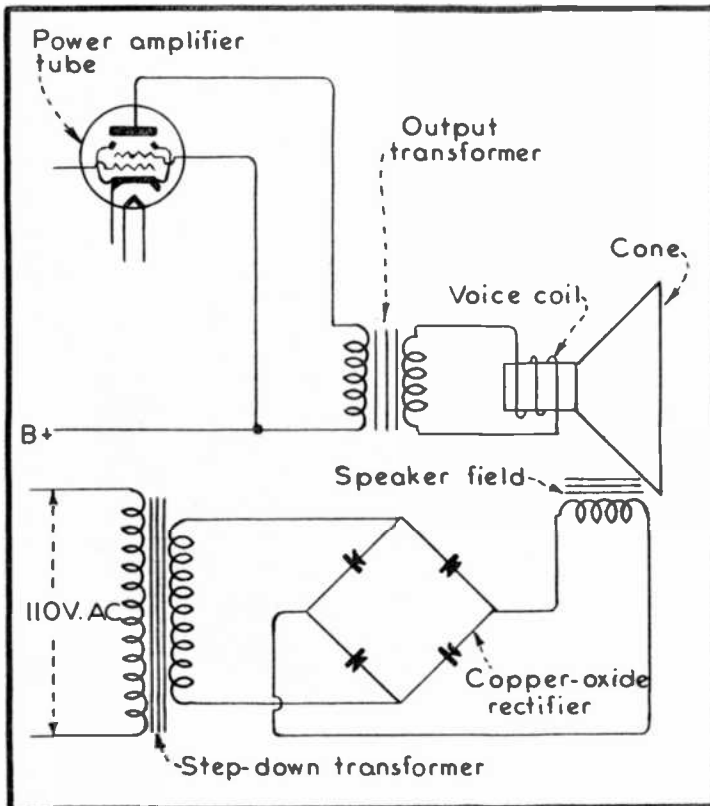 Power amplifier
tube
Output
transformer
Cone
Voice coil
B+
Speaker field
110V. AC
Copper-oxide
rectifier
Step-down transformer